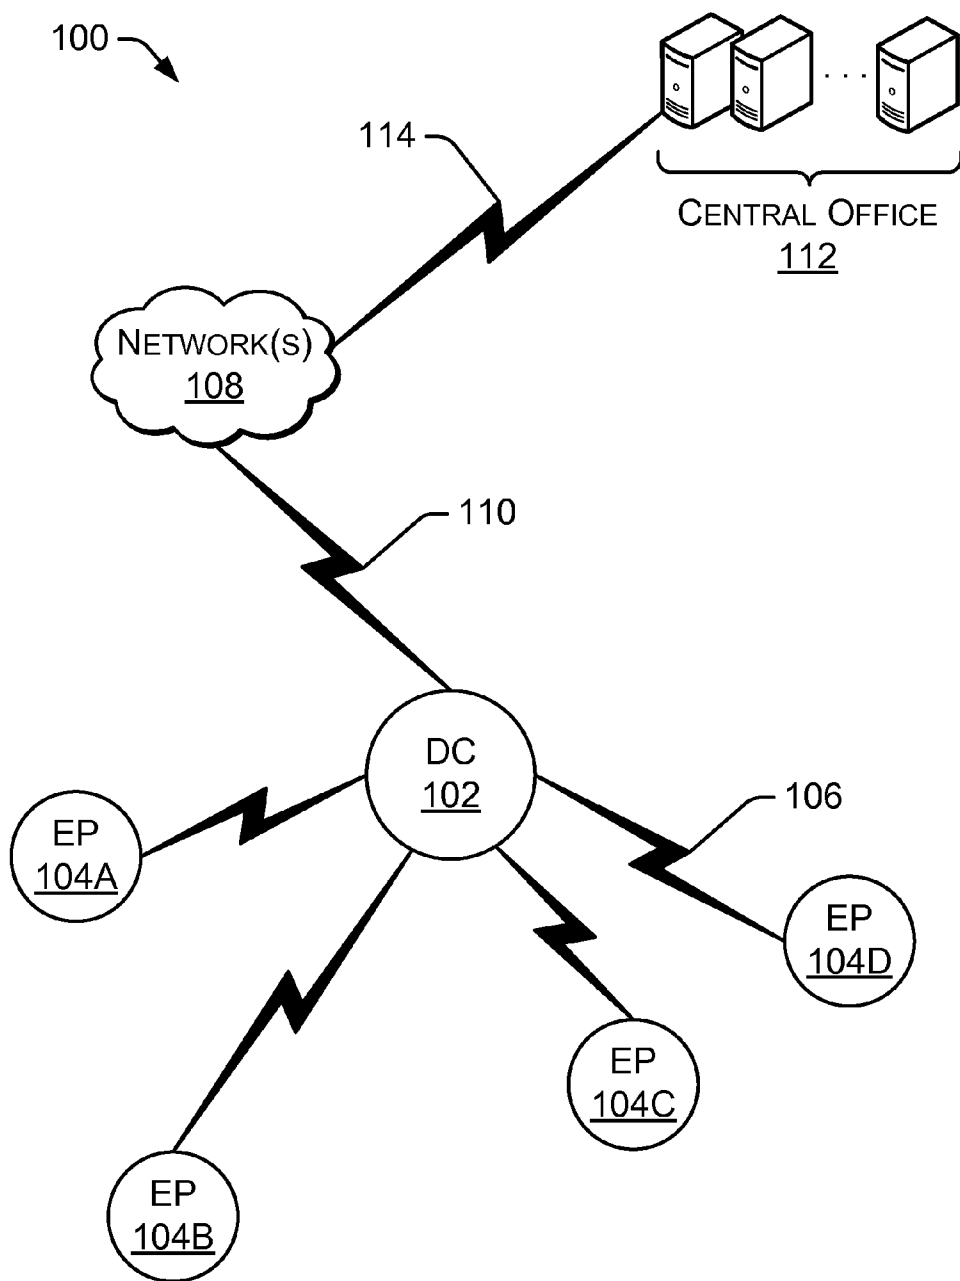 100
114
CENTRAL OFFICE
112
NETWORK(S)
108
110
DC
102
106
EP
104A
EP
104D
EP
104C
EP
104B